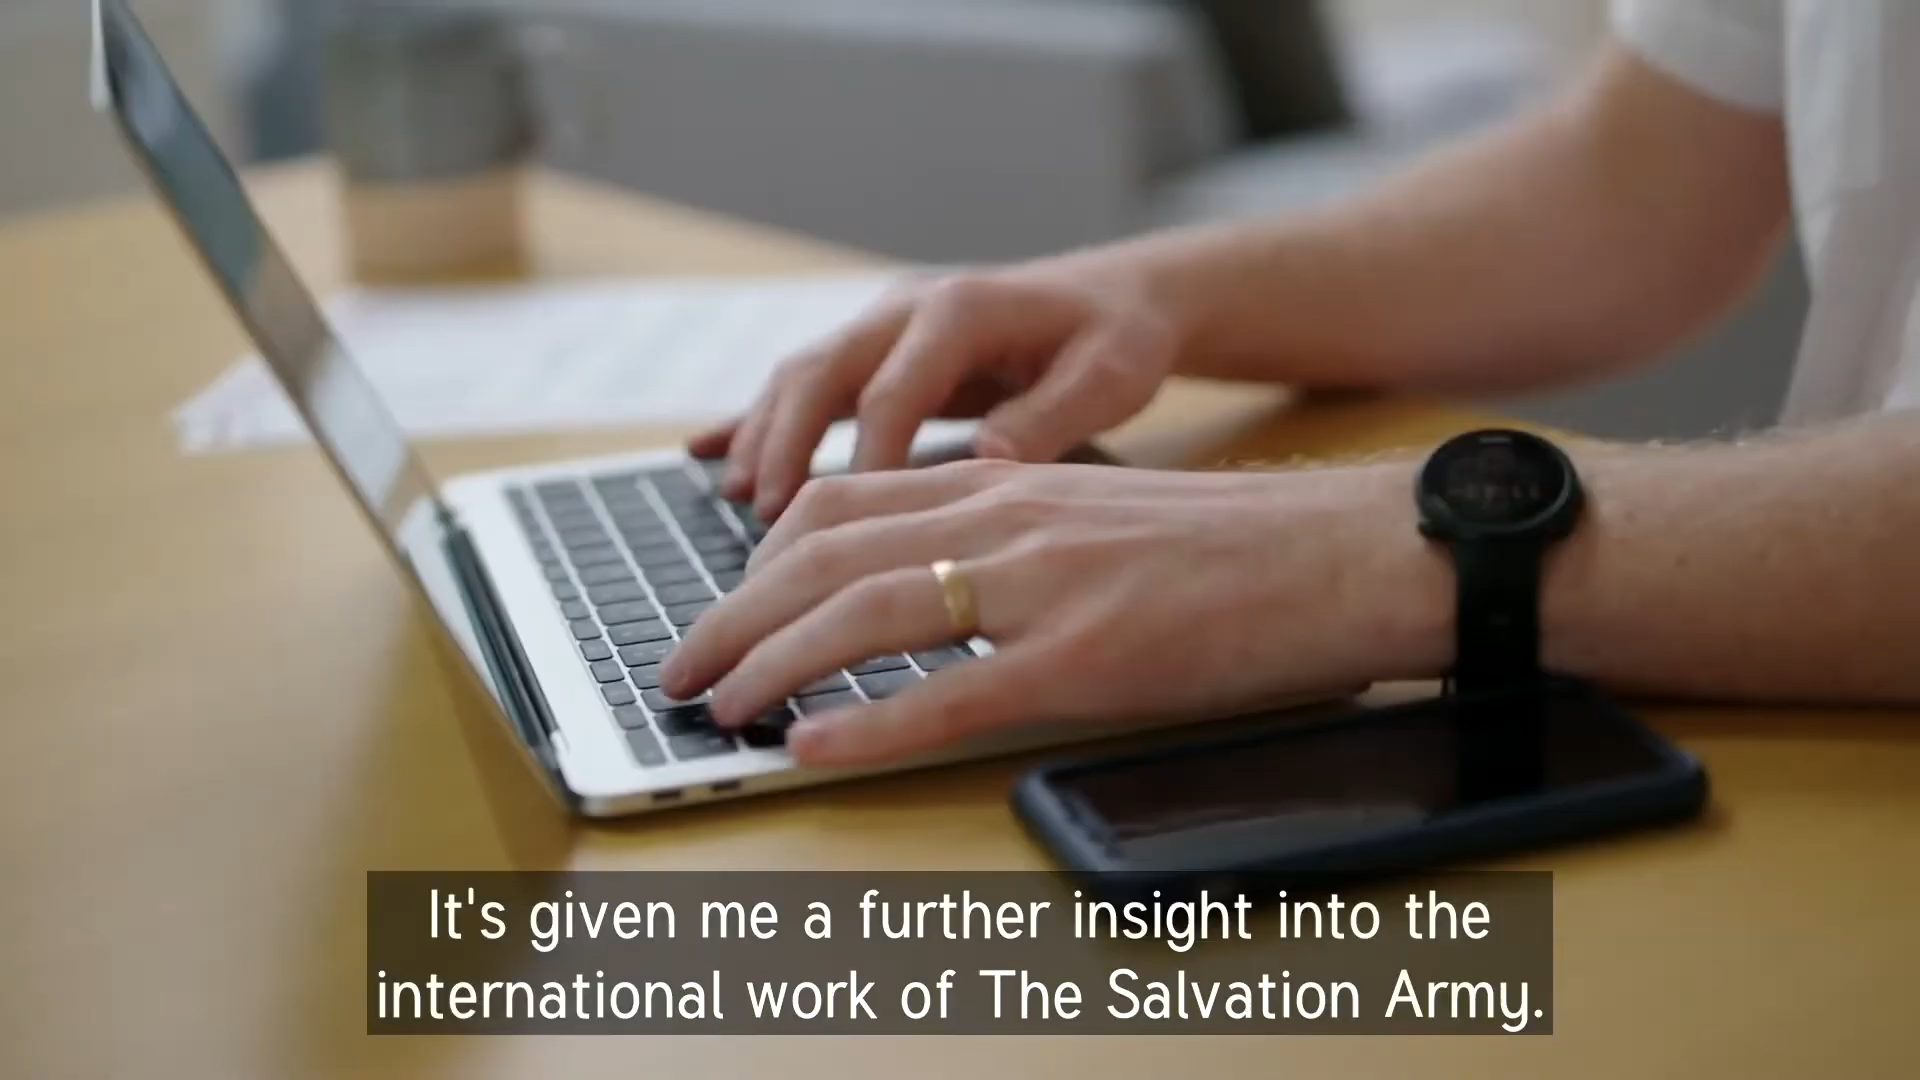 It's given me a further insight into the
international work of The Salvation Army.